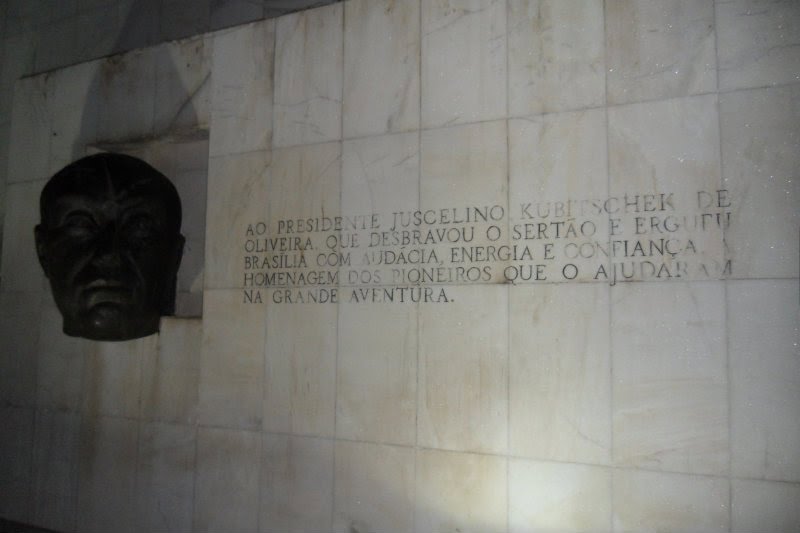 AO PRESIDENTE JUSCELINO KUBITSCHEK DE
OLIVEIRA, QUE DESBRAVOU O SERTÃO E ERGUEU
BRASÍLIA COM AUDÁCIA, ENERGIA E CONFIANÇA,
HOMENAGEM DOS PIONEIROS QUE O AJUDARAM
NA GRANDE AVENTURA.